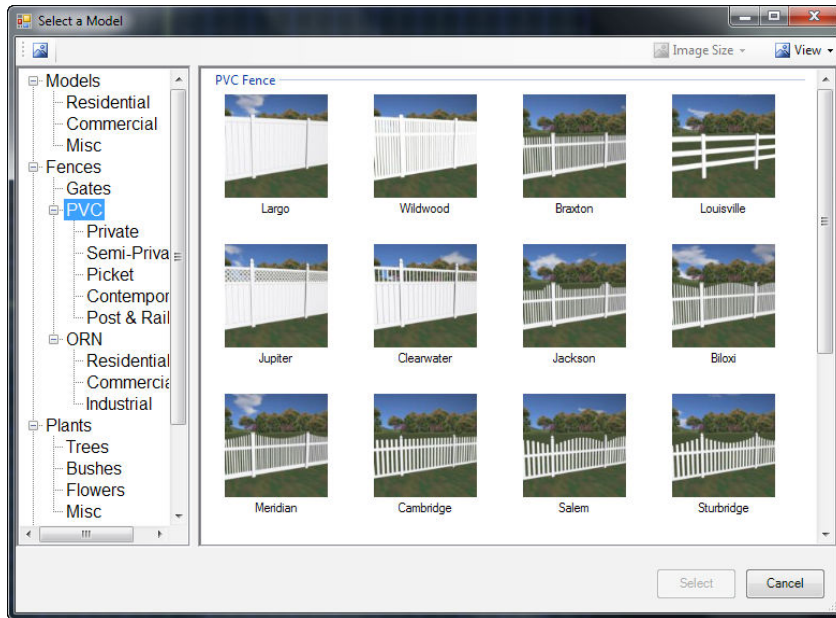 Select a Model
Image Size
View
Models
Residential
Commercial
Misc
Fences
Gates
PVC
Private
Semi-Priva
Picket
Contempor
Post & Rail
ORN
Residential
Commercia
Industrial
Plants
Trees
Bushes
Flowers
Misc
PVC Fence
Largo Wildwood Braxton Louisville
Jupiter Clearwater Jackson Biloxi
Meridian Cambridge Salem Sturbridge
Select Cancel